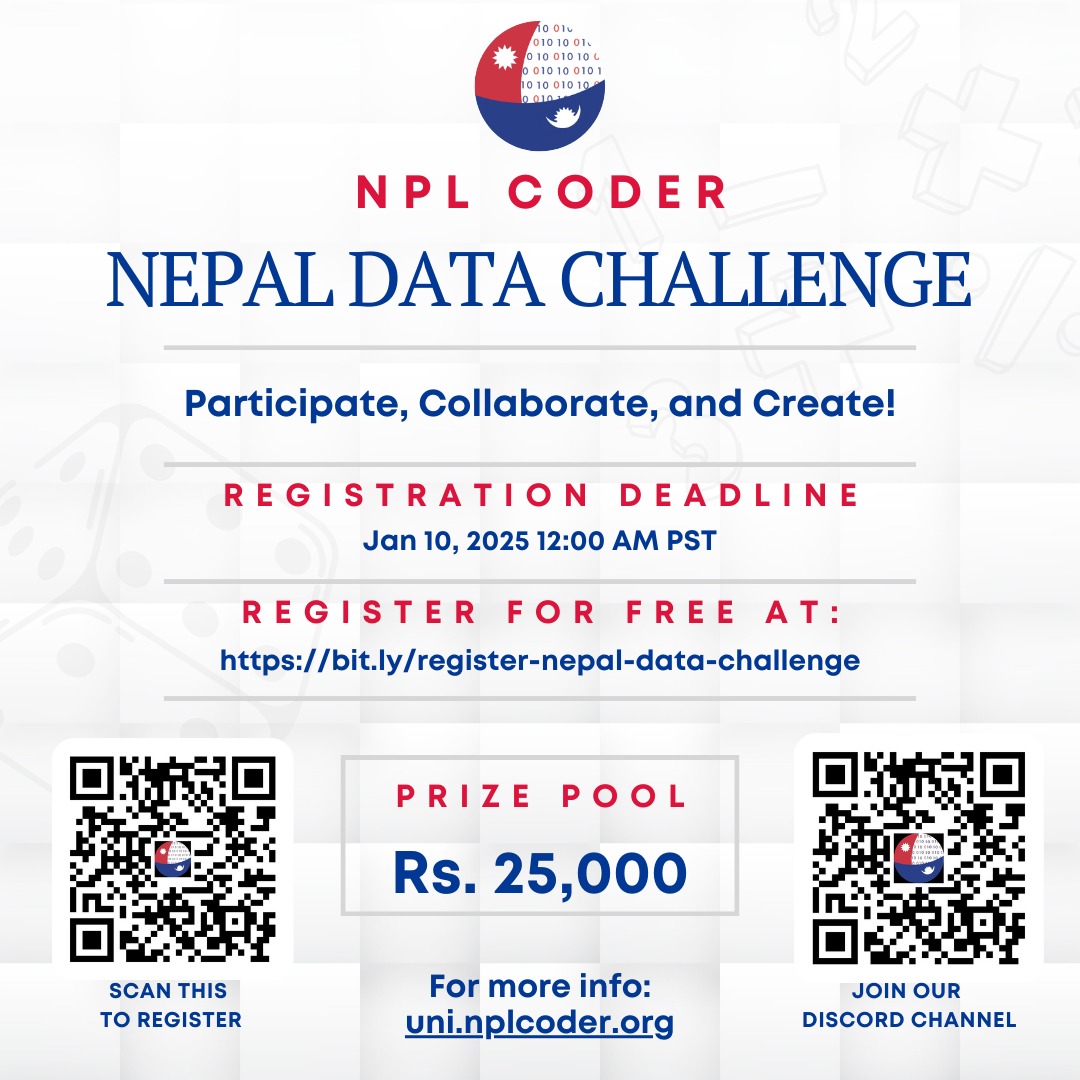 NPL CODER
NEPAL DATA CHALLENGE
Participate, Collaborate, and Create!
REGISTRATION DEADLINE
Jan 10, 2025 12:00 AM PST
REGISTER FOR FREE AT:
https://bit.ly/register-nepal-data-challenge
PRIZE POOL
Rs. 25,000
SCAN THIS
TO REGISTER
For more info:
uni.nplcoder.org
JOIN OUR
DISCORD CHANNEL